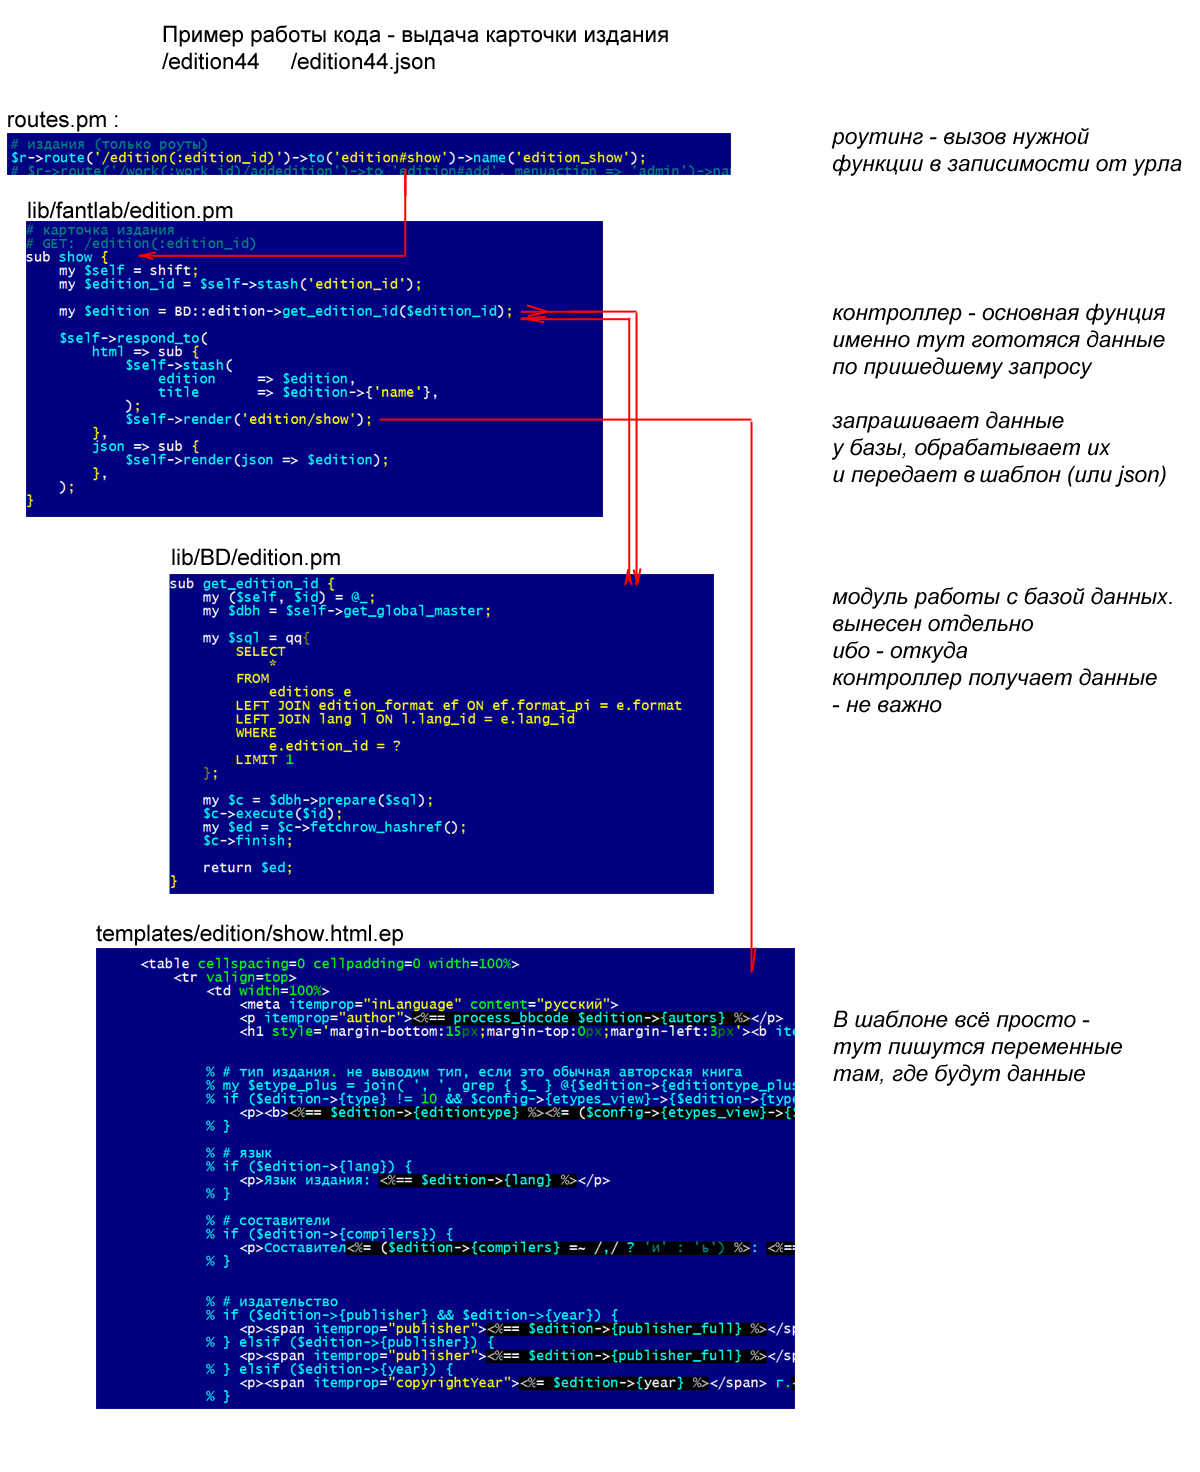 Пример работы кода - выдача карточки издания
/edition44 /edition44.json
routes.pm :
# издания (только роуты)
$r->route('/edition(:edition_id)')->to('edition#show')->name('edition_show');
# $r->route('/work(:work_id)/addedition')->to 'edition#add', menuaction => 'admin')->na
роутинг - вызов нужной
функции в зависимости от урла
lib/fantlab/edition.pm
# карточка издания
# GET: /edition(:edition_id)
sub show {
my $self = shift;
my $edition_id = $self->stash('edition_id');
my $edition = BD::edition->get_edition_id($edition_id);
$self->respond_to(
html => sub {
$self->stash(
edition => $edition,
title => $edition->{'name'},
);
$self->render('edition/show');
},
json => sub {
$self->render(json => $edition);
},
);
}
контроллер - основная фунция
именно тут гототяся данные
по пришедшему запросу
запрашивает данные
у базы, обрабатывает их
и передает в шаблон (или json)
lib/BD/edition.pm
sub get_edition_id {
my ($self, $id) = @_;
my $dbh = $self->get_global_master;
my $sql = qq{
SELECT
*
FROM
editions e
LEFT JOIN edition_format ef ON ef.format_pi = e.format
LEFT JOIN lang l ON l.lang_id = e.lang_id
WHERE
e.edition_id = ?
LIMIT 1
};
my $c = $dbh->prepare($sql);
$c->execute($id);
my $ed = $c->fetchrow_hashref();
$c->finish;
return $ed;
}
модуль работы с базой данных.
вынесен отдельно
ибо - откуда
контроллер получает данные
- не важно
templates/edition/show.html.ep
<table cellspacing=0 cellpadding=0 width=100%>
<tr valign=top>
<td width=100%>
<meta itemprop="inLanguage" content="русский">
<p itemprop="author"><%== process_bbcode $edition->{autors} %></p>
<h1 style='margin-bottom:15px;margin-top:0px;margin-left:3px'><b ite
% # тип издания. не выводим тип, если это обычная авторская книга
% my $etype_plus = join( ', ', grep { $_ } @{$edition->{editiontype_plus
% if ($edition->{type} != 10 && $config->{etypes_view}->{$edition->{type
<p><b><%== $edition->{editiontype} %><%= ($config->{etypes_view}->{$
% }
% # язык
% if ($edition->{lang}) {
<p>Язык издания: <%== $edition->{lang} %></p>
% }
% # составители
% if ($edition->{compilers}) {
<p>Составител<%= ($edition->{compilers} =~ /,/ ? 'и' : 'ь') %>: <%==
% }
% # издательство
% if ($edition->{publisher} && $edition->{year}) {
<p><span itemprop="publisher"><%== $edition->{publisher_full} %></sp
% } elsif ($edition->{publisher}) {
<p><span itemprop="publisher"><%== $edition->{publisher_full} %></sp
% } elsif ($edition->{year}) {
<p><span itemprop="copyrightYear"><%= $edition->{year} %></span> г.<
% }
В шаблоне всё просто -
тут пишутся переменные
там, где будут данные